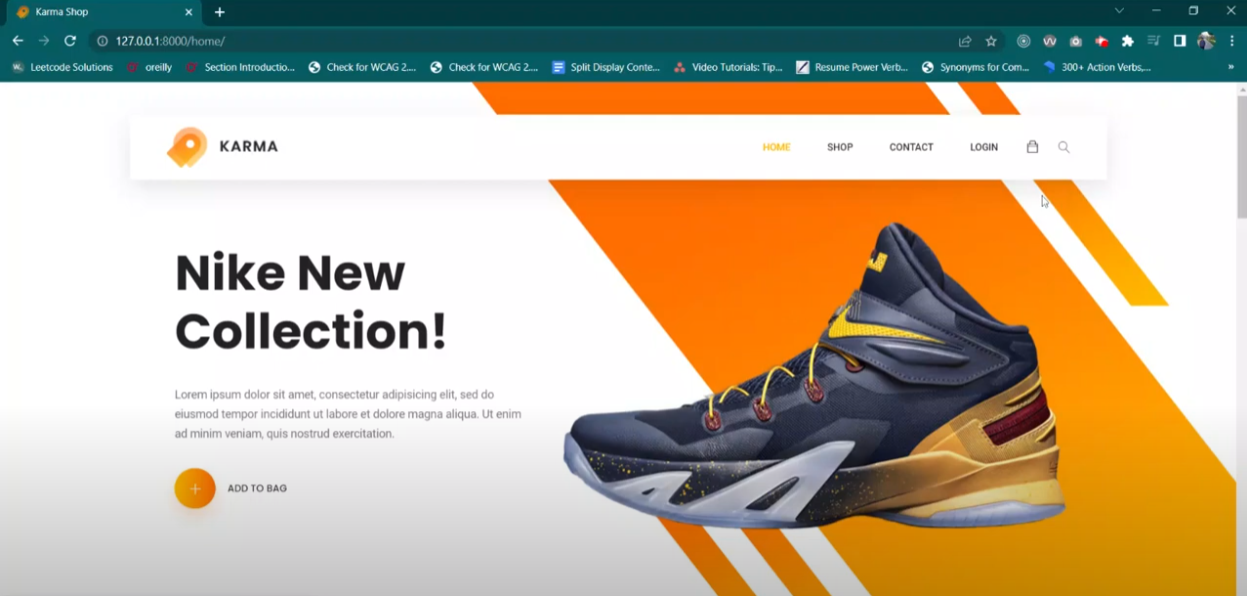 Karma Shop
127.0.0.1:8000/home/
Leetcode Solutions
oreilly
Section Introductio...
Check for WCAG 2....
Check for WCAG 2....
Split Display Conte...
Video Tutorials: Tip...
Resume Power Verb...
Synonyms for Com...
300+ Action Verbs,...
KARMA
HOME
SHOP
CONTACT
LOGIN
Nike New
Collection!
Lorem ipsum dolor sit amet, consectetur adipisicing elit, sed do
eiusmod tempor incididunt ut labore et dolore magna aliqua. Ut enim
ad minim veniam, quis nostrud exercitation.
ADD TO BAG